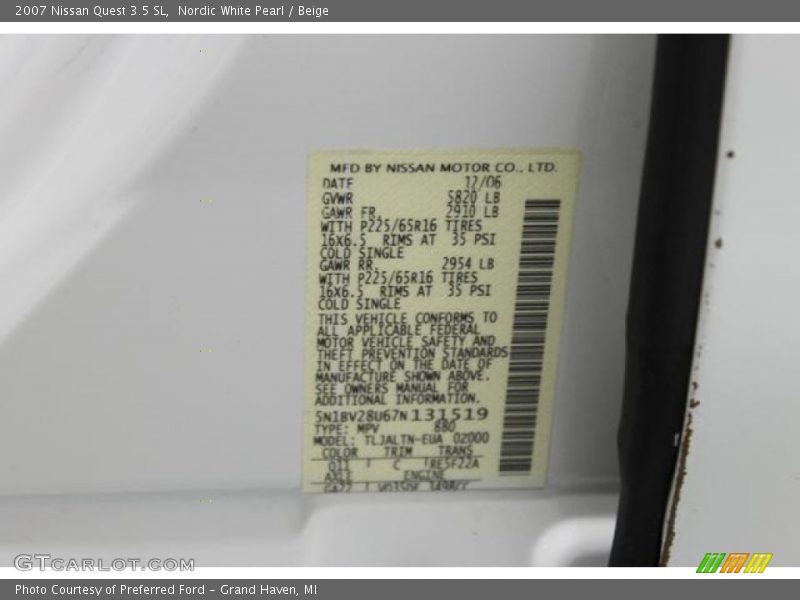 2007 Nissan Quest 3.5 SL,  Nordic White Pearl / Beige
MFD BY NISSAN MOTOR CO., LTD.
DATE 12/06
GVWR 5820 LB
GAWR FR. 2910 LB
WITH P225/65R16 TIRES
16X6.5 RIMS AT 35 PSI
COLD SINGLE
GAWR RR. 2954 LB
WITH P225/65R16 TIRES
16X6.5 RIMS AT 35 PSI
COLD SINGLE
THIS VEHICLE CONFORMS TO
ALL APPLICABLE FEDERAL
MOTOR VEHICLE SAFETY AND
THEFT PREVENTION STANDARDS
IN EFFECT ON THE DATE OF
MANUFACTURE SHOWN ABOVE.
SEE OWNERS MANUAL FOR
ADDITIONAL INFORMATION.
5N1BV28U67N131519
TYPE: MPV 880
MODEL: TLJALTN-EUA 02000
COLOR TRIM TRANS
Q11 C RE5F22A
AXLE ENGINE
GTCARLOT.COM
Photo Courtesy of Preferred Ford - Grand Haven, MI